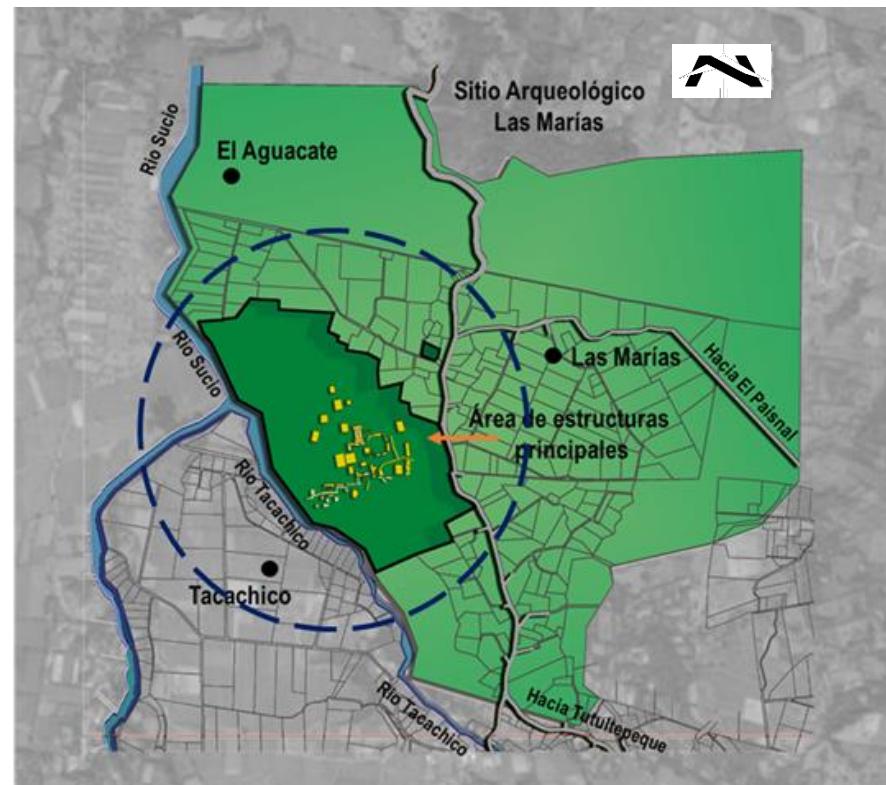 Sitio Arqueológico
Las Marías
Rio Sucio
El Aguacate
Rio Sucio
Las Marías
Hacia El Paisnal
Área de estructuras
principales
Rio Tacachico
Tacachico
Rio Tacachico
Hacia Tutultepeque